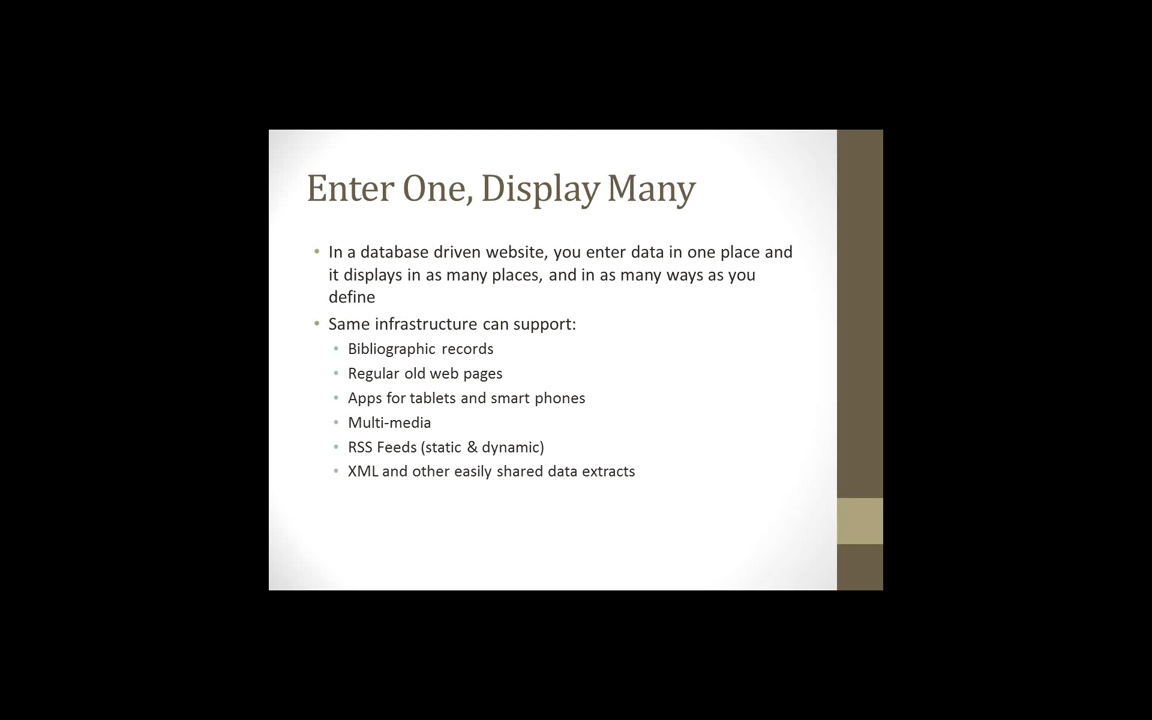 Enter One, Display Many
• In a database driven website, you enter data in one place and
it displays in as many places, and in as many ways as you
define
• Same infrastructure can support:
• Bibliographic records
• Regular old web pages
• Apps for tablets and smart phones
• Multi-media
• RSS Feeds (static & dynamic)
• XML and other easily shared data extracts